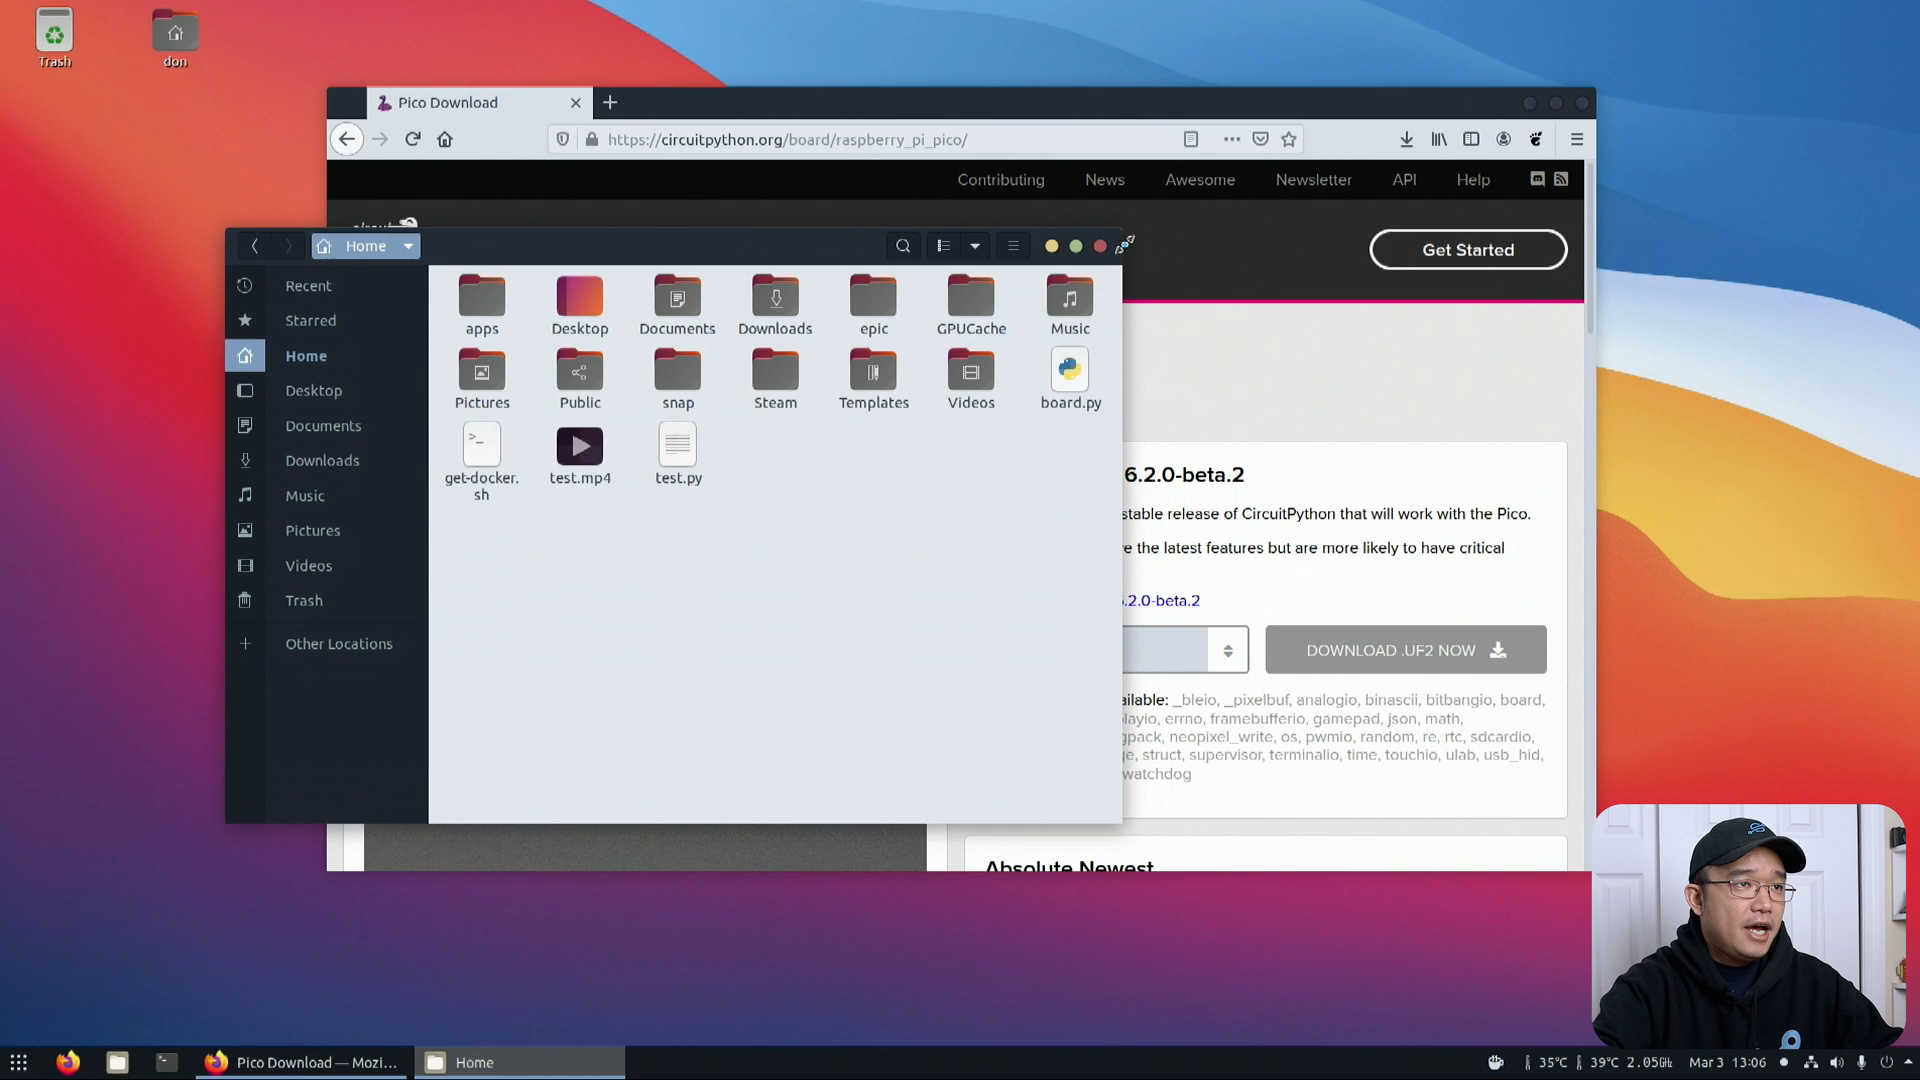 Trash
don
Pico Download
https://circuitpython.org/board/raspberry_pi_pico/
Contributing
News
Awesome
Newsletter
API
Help
Get Started
Home
Recent
Starred
Home
Desktop
Documents
Downloads
Music
Pictures
Videos
Trash
Other Locations
apps
Desktop
Documents
Downloads
epic
GPUCache
Music
Pictures
Public
snap
Steam
Templates
Videos
board.py
get-docker.
sh
test.mp4
test.py
6.2.0-beta.2
stable release of CircuitPython that will work with the Pico.
the latest features but are more likely to have critical
.2.0-beta.2
DOWNLOAD .UF2 NOW
ailable: _bleio, _pixelbuf, analogio, binascii, bitbangio, board,
playio, errno, framebufferio, gamepad, json, math,
gpack, neopixel_write, os, pwmio, random, re, rtc, sdcardio,
ge, struct, supervisor, terminalio, time, touchio, ulab, usb_hid,
watchdog
Absolute Newest
Pico Download — Mozi...
Home
35°C
39°C 2.05GHz
Mar 3 13:06